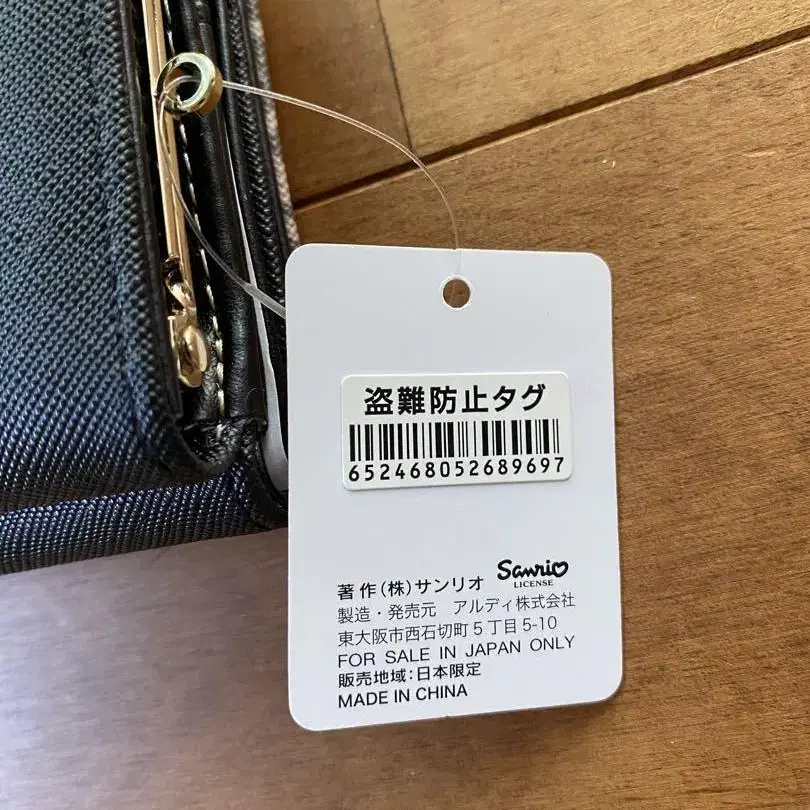 盗難防止タグ
652468052689697
Sanrio
LICENSE
著作(株)サンリオ
製造・発売元 アルディ株式会社
東大阪市西石切町5丁目5-10
FOR SALE IN JAPAN ONLY
販売地域:日本限定
MADE IN CHINA